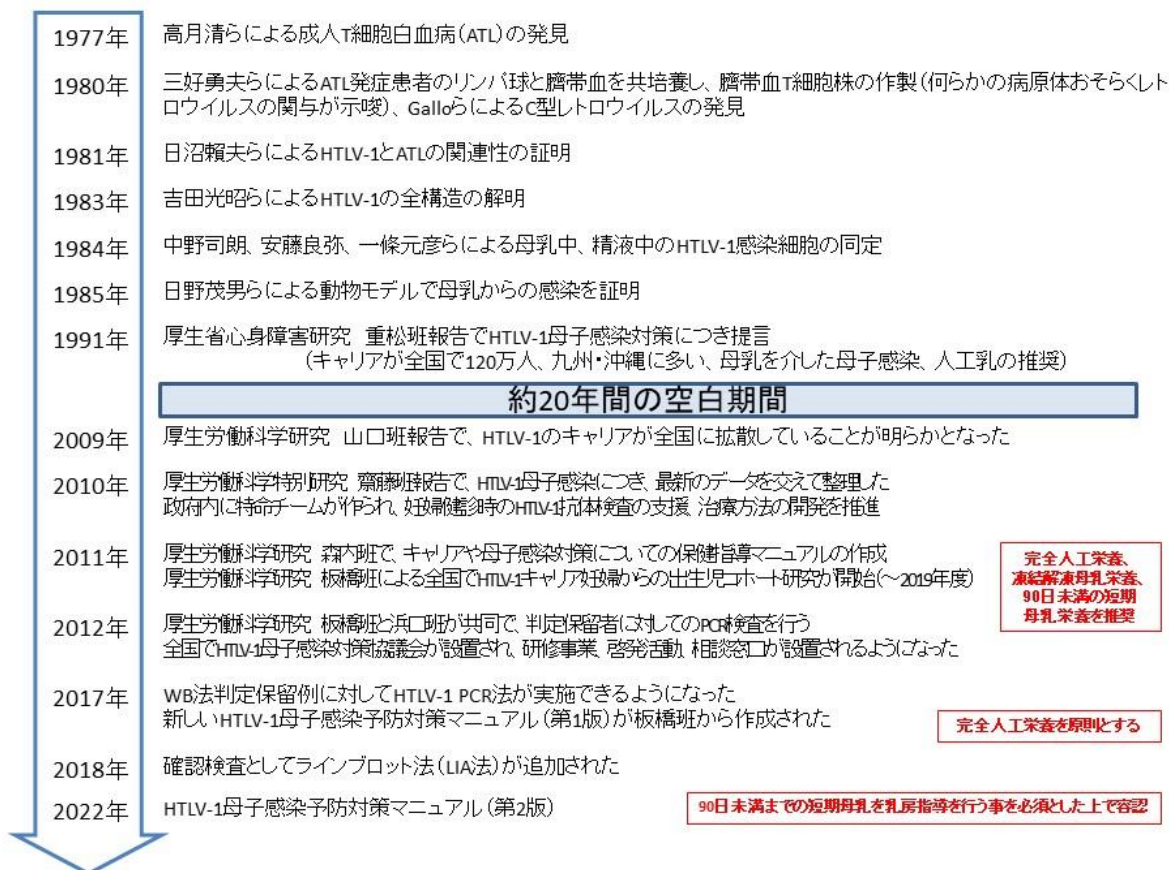 1977年 高月清らによる成人T細胞白血病(ATL)の発見
1980年 三好勇夫らによるATL発症患者のリンパ球と臍帯血を共培養し、臍帯血T細胞株の作製(何らかの病原体おそらくレト
ロウイルスの関与が示唆)、GalloらによるC型レトロウイルスの発見
1981年 日沼頼夫らによるHTLV-1とATLの関連性の証明
1983年 吉田光昭らによるHTLV-1の全構造の解明
1984年 中野司朗、安藤良弥、一條元彦らによる母乳中、精液中のHTLV-1感染細胞の同定
1985年 日野茂男らによる動物モデルで母乳からの感染を証明
1991年 厚生省心身障害研究 重松班報告でHTLV-1母子感染対策につき提言
(キャリアが全国で120万人、九州・沖縄に多い、母乳を介した母子感染、人工乳の推奨)
約20年間の空白期間
2009年 厚生労働科学研究 山口班報告で、HTLV-1のキャリアが全国に拡散していることが明らかとなった
2010年 厚生労働科学特別研究 齋藤班報告で、HTLV-1母子感染につき、最新のデータを交えて整理した
政府内に特命チームが作られ、妊婦健診時のHTLV-1抗体検査の支援、治療方法の開発を推進
2011年 厚生労働科学研究 森内班で、キャリアや母子感染対策についての保健指導マニュアルの作成
厚生労働科学研究 板橋班による全国でHTLV-1キャリア妊婦からの出生児コホート研究が開始(~2019年度)
完全人工栄養、
凍結解凍母乳栄養、
90日未満の短期
母乳栄養を推奨
2012年 厚生労働科学研究 板橋班と浜口班が共同で、判定保留者に対してのPCR検査を行う
全国でHTLV-1母子感染対策協議会が設置され、研修事業、啓発活動、相談窓口が設置されるようになった
2017年 WB法判定保留例に対してHTLV-1 PCR法が実施できるようになった
新しいHTLV-1母子感染予防対策マニュアル(第1版)が板橋班から作成された
完全人工栄養を原則とする
2018年 確認検査としてラインブロット法(LIA法)が追加された
2022年 HTLV-1母子感染予防対策マニュアル(第2版)
90日未満までの短期母乳を乳房指導を行う事を必須とした上で容認